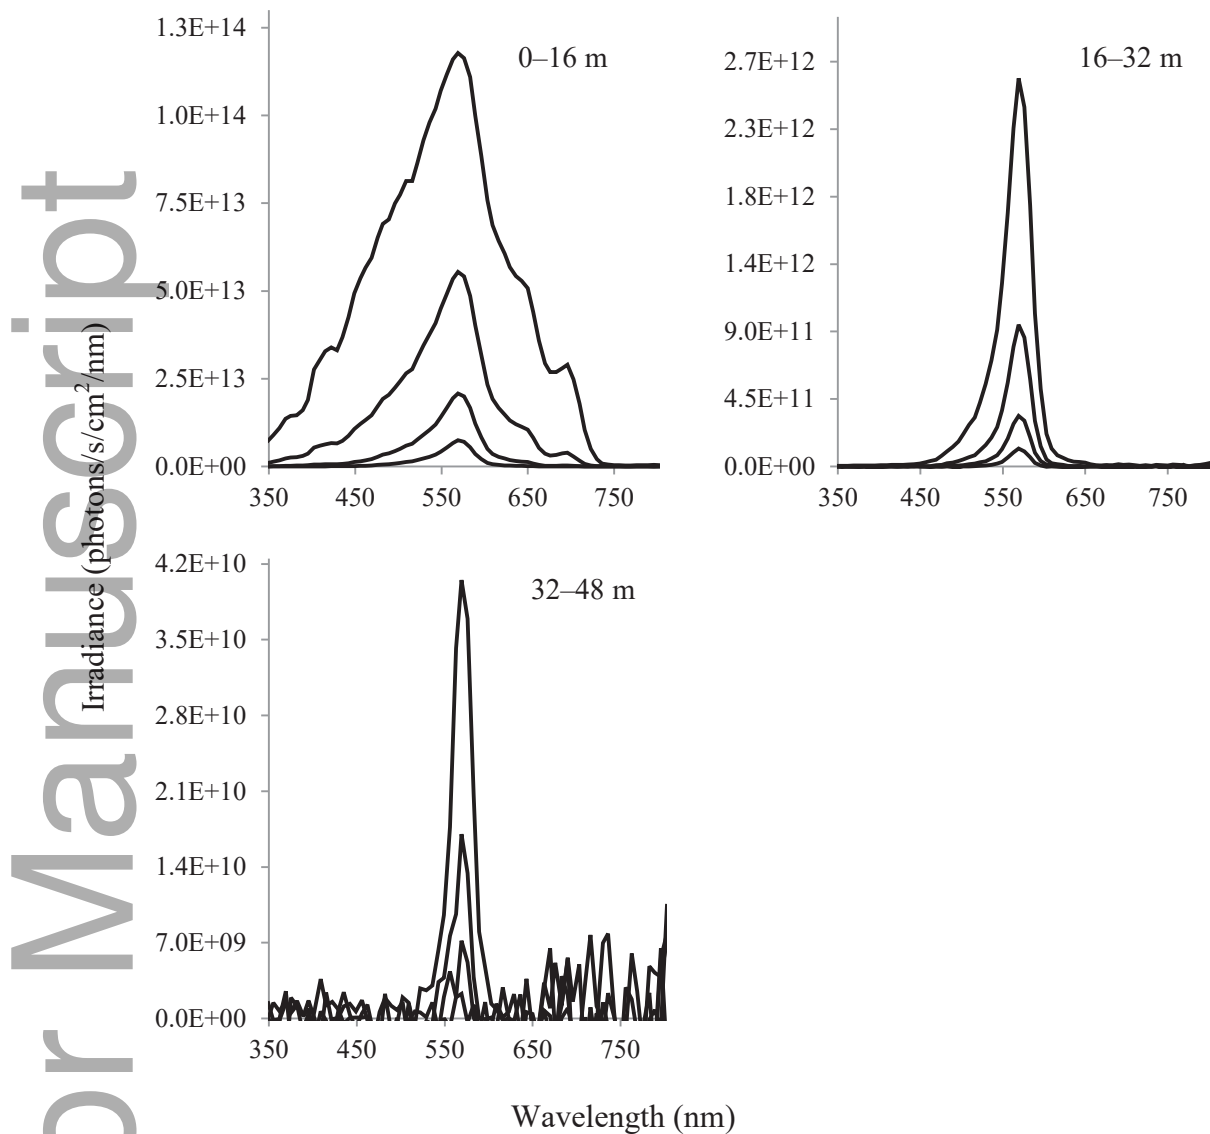 0–16 m
1.3E+14
1.0E+14
7.5E+13
5.0E+13
2.5E+13
0.0E+00
350 450 550 650 750
16–32 m
2.7E+12
2.3E+12
1.8E+12
1.4E+12
9.0E+11
4.5E+11
0.0E+00
350 450 550 650 750
32–48 m
4.2E+10
3.5E+10
2.8E+10
2.1E+10
1.4E+10
7.0E+09
0.0E+00
350 450 550 650 750
Irradiance (photons/s/cm²/nm)
Wavelength (nm)
or Manuscript